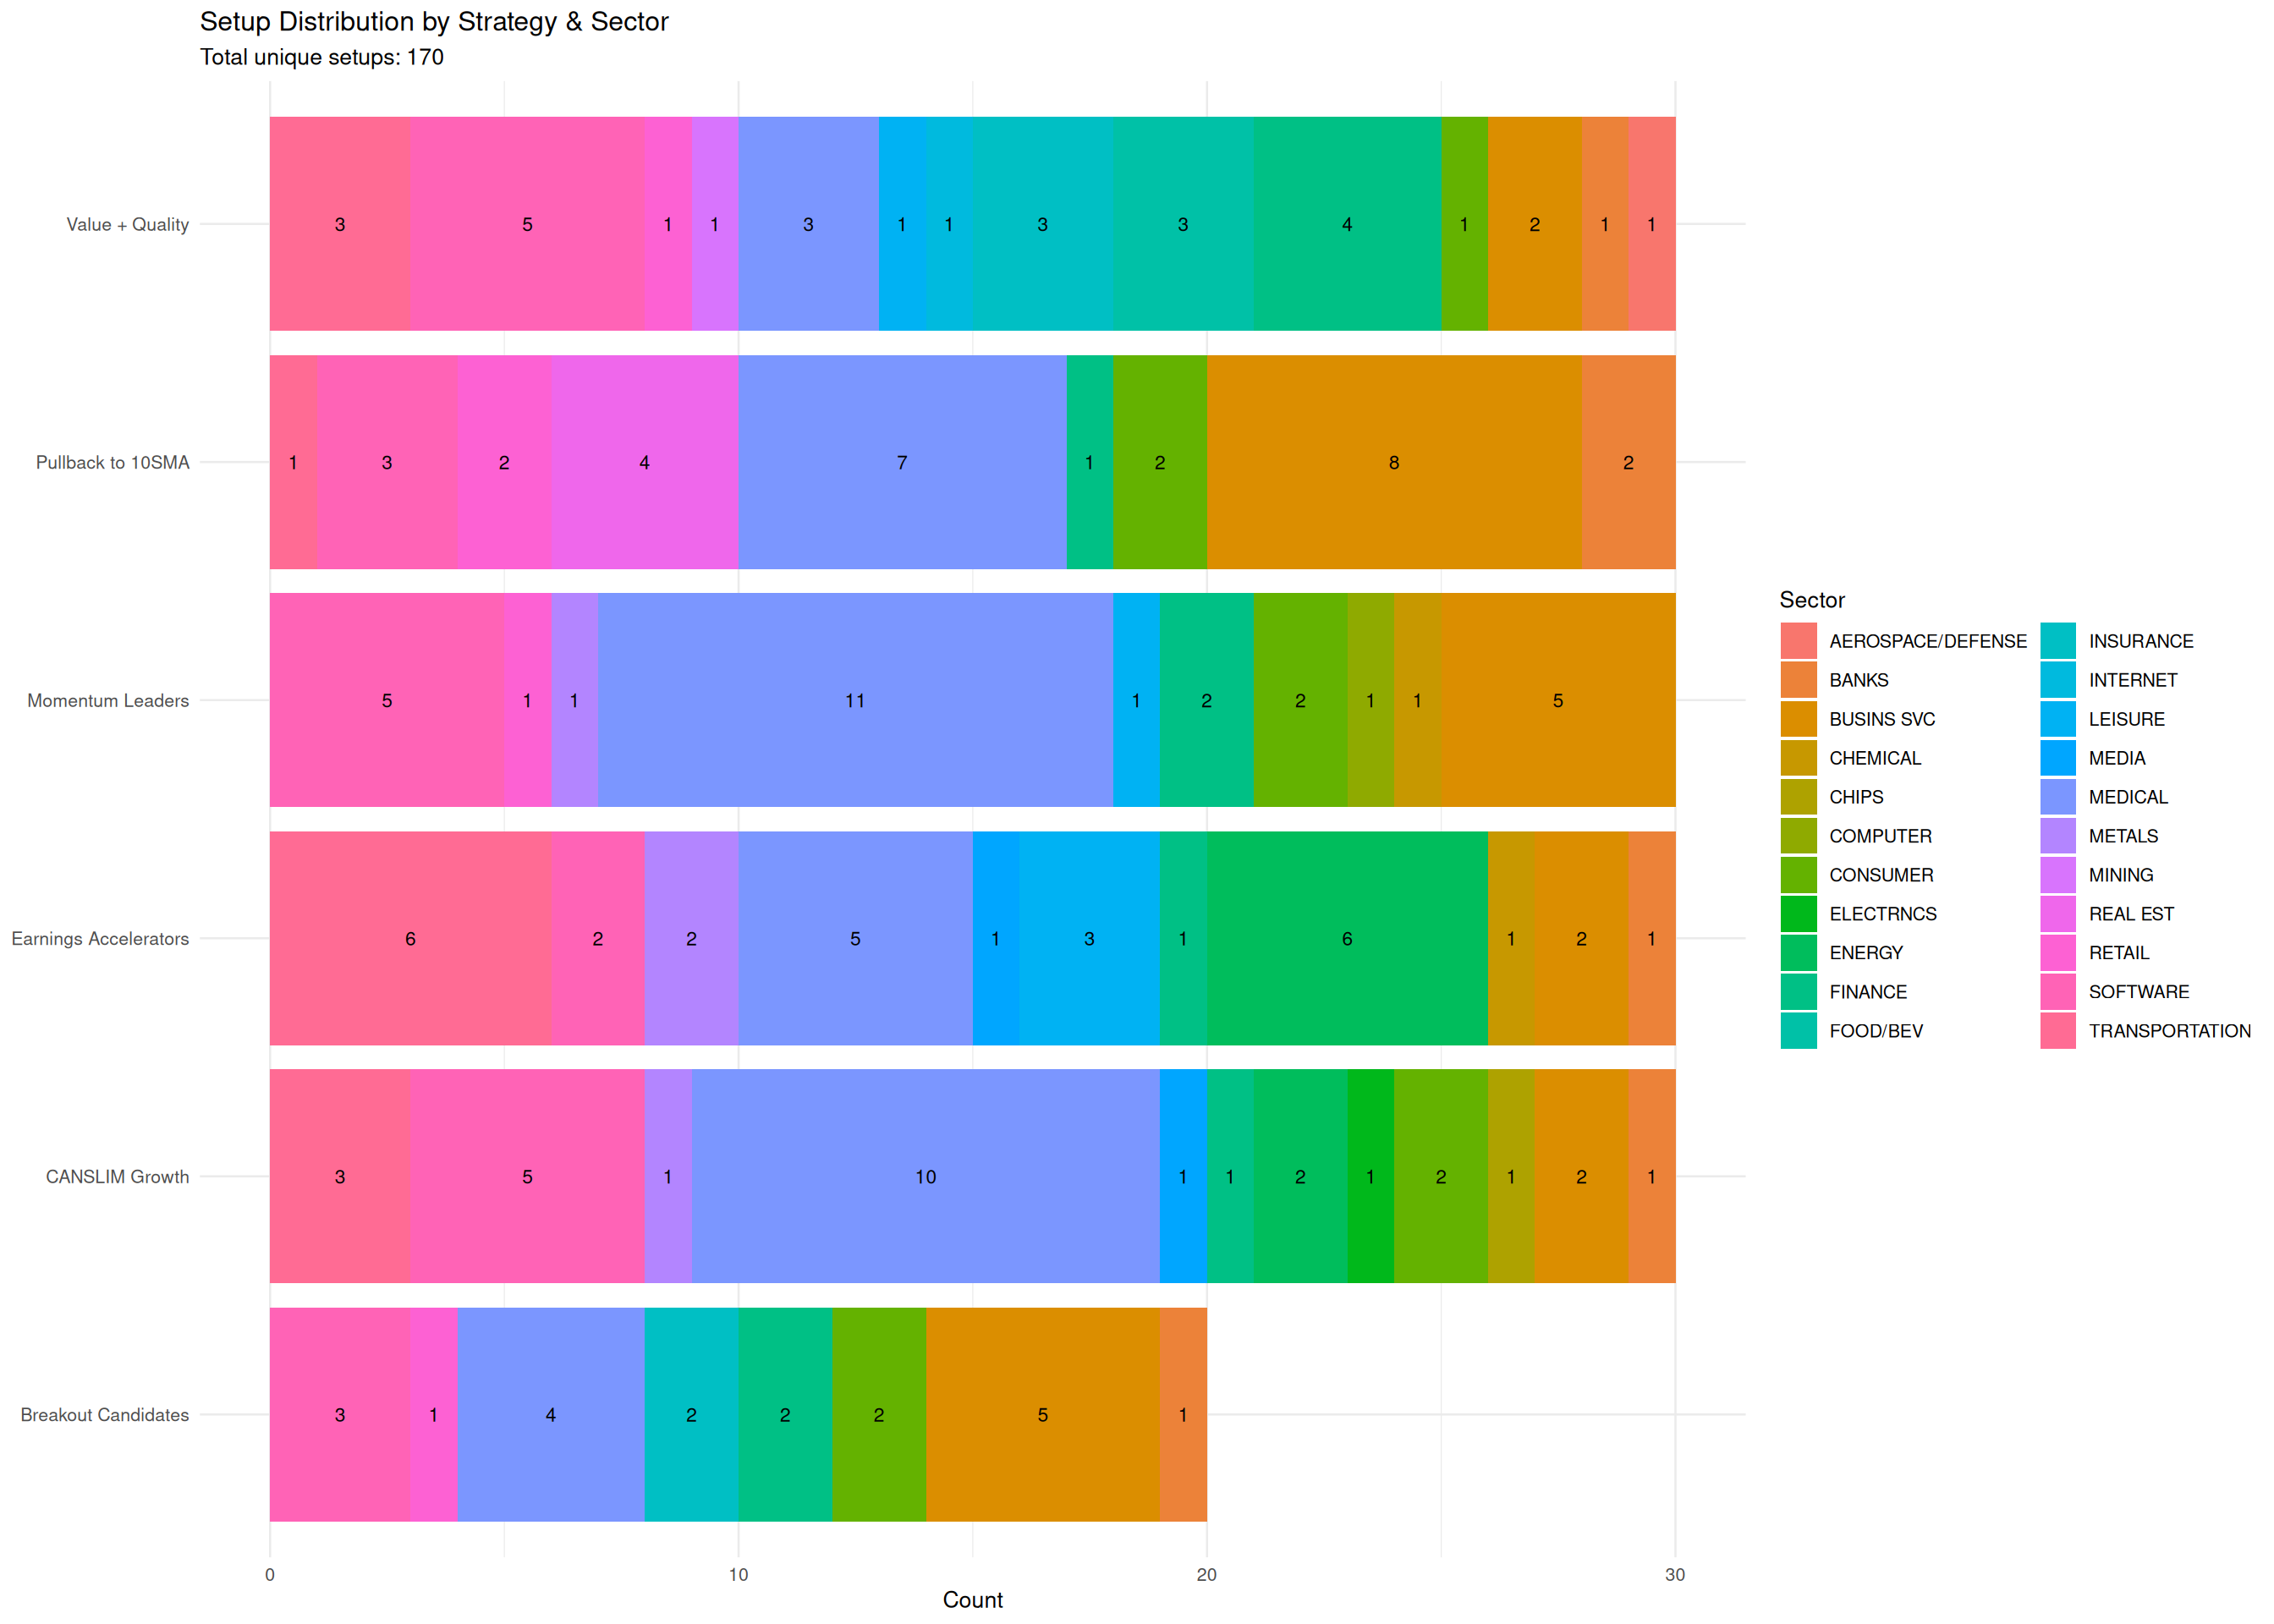 Setup Distribution by Strategy & Sector
Total unique setups: 170
Value + Quality
3 5 1 1 3 1 1 3 3 4 1 2 1 1
Pullback to 10SMA
1 3 2 4 7 1 2 8 2
Momentum Leaders
5 1 1 11 1 2 2 1 1 5
Earnings Accelerators
6 2 2 5 1 3 1 6 1 2 1
CANSLIM Growth
3 5 1 10 1 1 2 1 2 1 2 1
Breakout Candidates
3 1 4 2 2 2 5 1
0 10 20 30
Count
Sector
AEROSPACE/DEFENSE
BANKS
BUSINS SVC
CHEMICAL
CHIPS
COMPUTER
CONSUMER
ELECTRNCS
ENERGY
FINANCE
FOOD/BEV
INSURANCE
INTERNET
LEISURE
MEDIA
MEDICAL
METALS
MINING
REAL EST
RETAIL
SOFTWARE
TRANSPORTATION